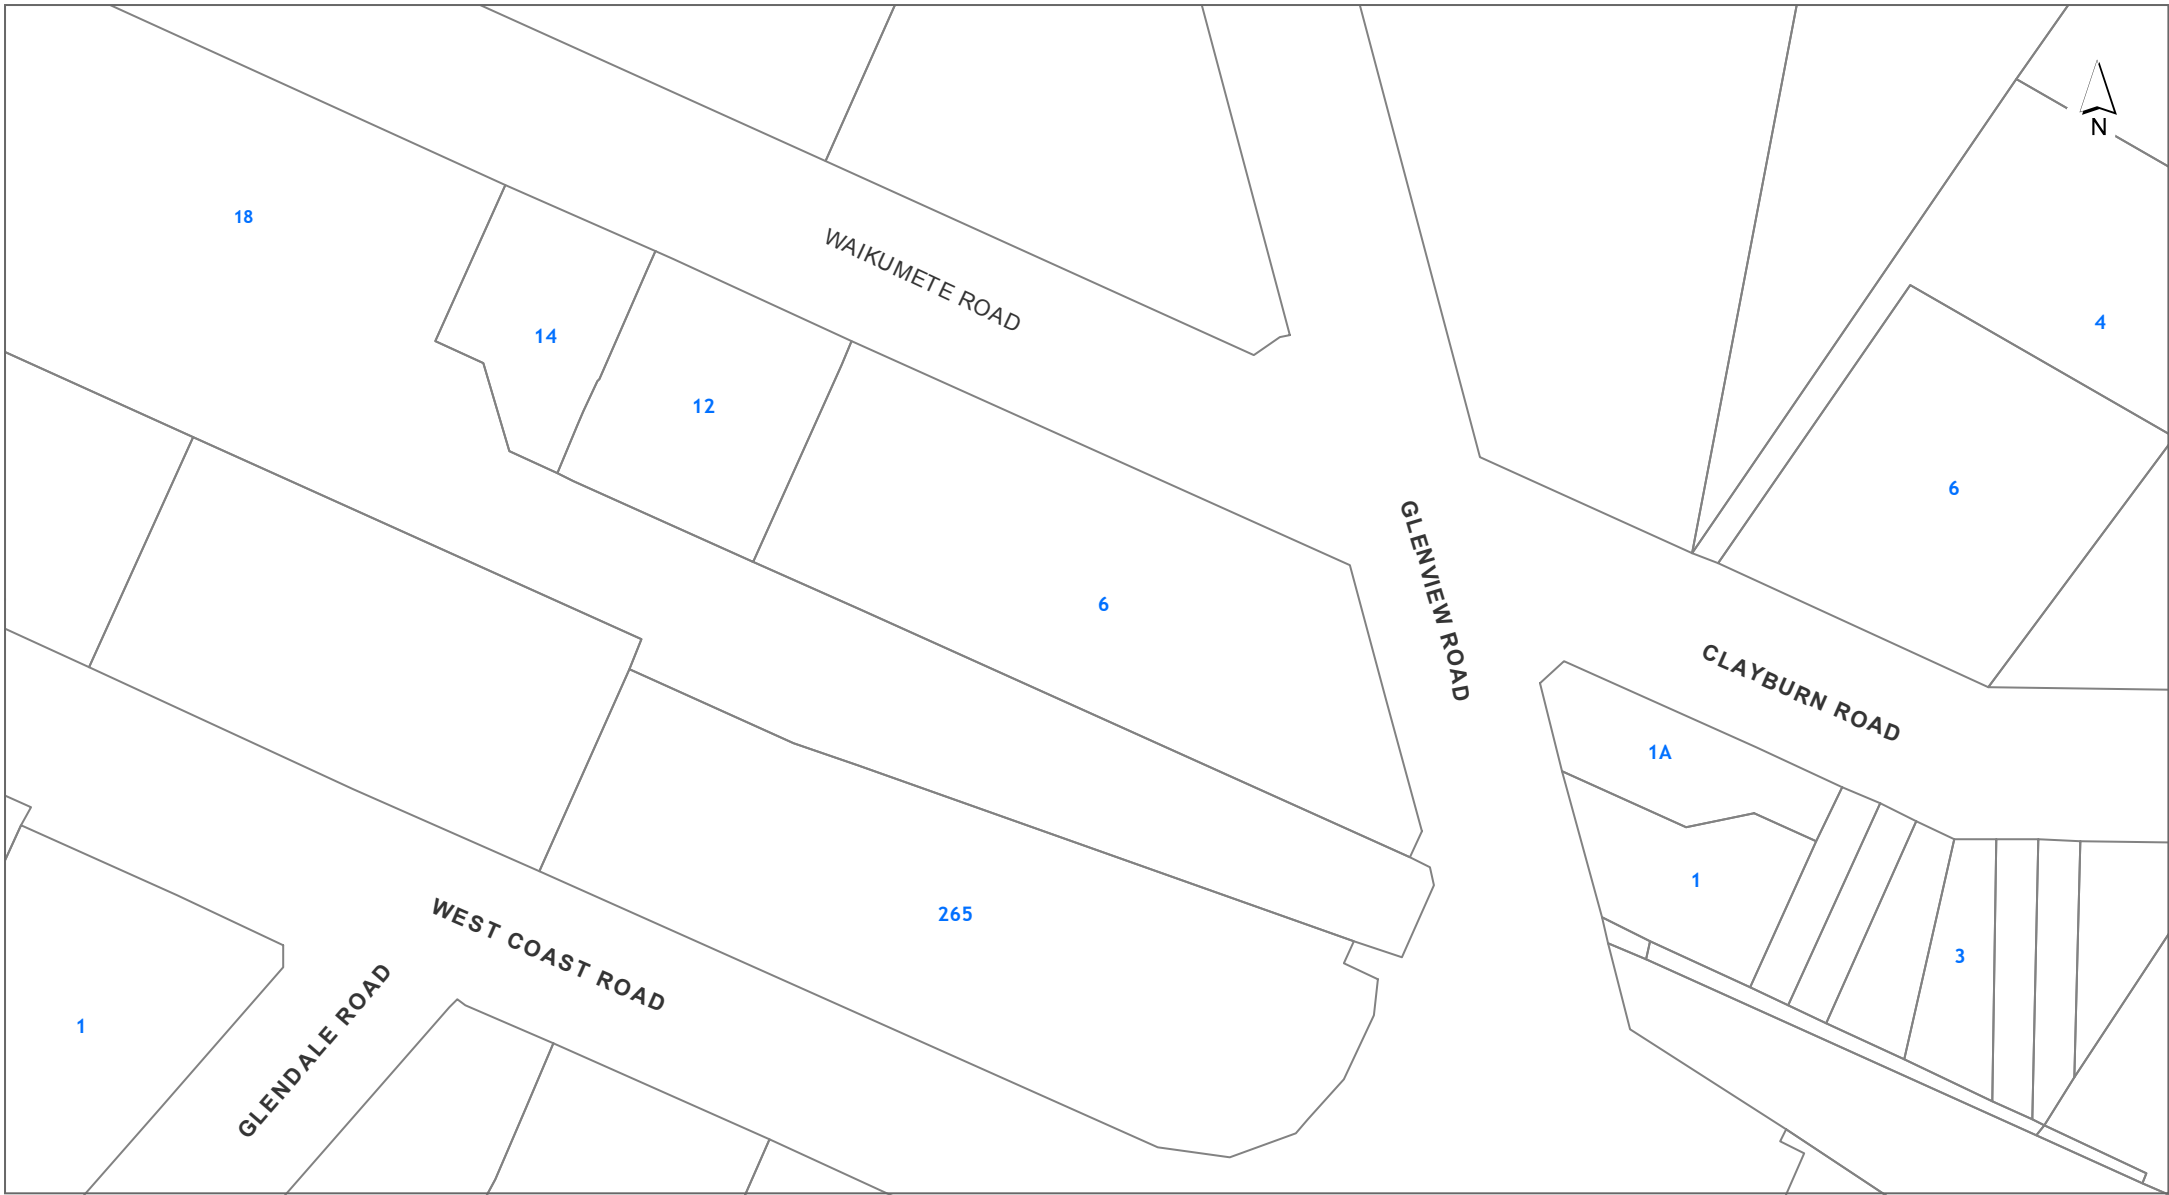 N
18
WAIKUMETE ROAD
14
4
12
6
GLENVIEW ROAD
6
CLAYBURN ROAD
1A
1
265
WEST COAST ROAD
3
GLENDALE ROAD
1